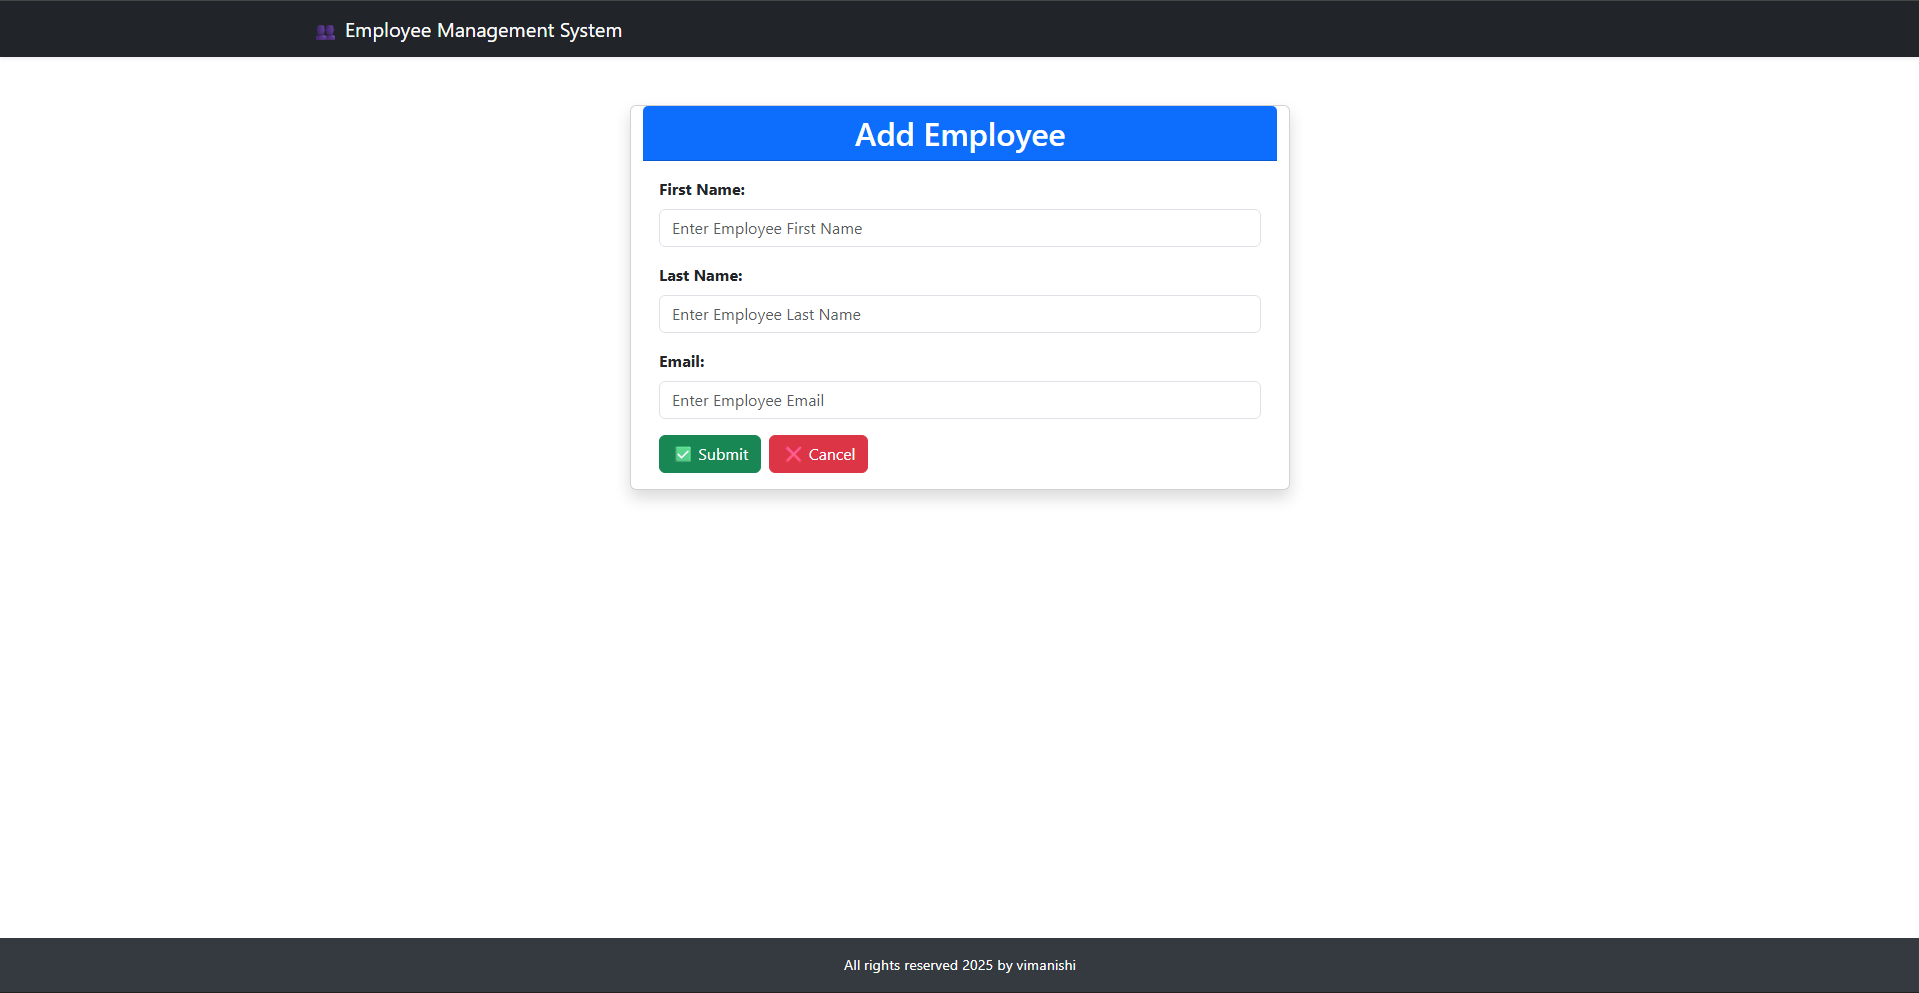 👥 Employee Management System
Add Employee
First Name:
Enter Employee First Name
Last Name:
Enter Employee Last Name
Email:
Enter Employee Email
✅ Submit ❌ Cancel
All rights reserved 2025 by vimanishi